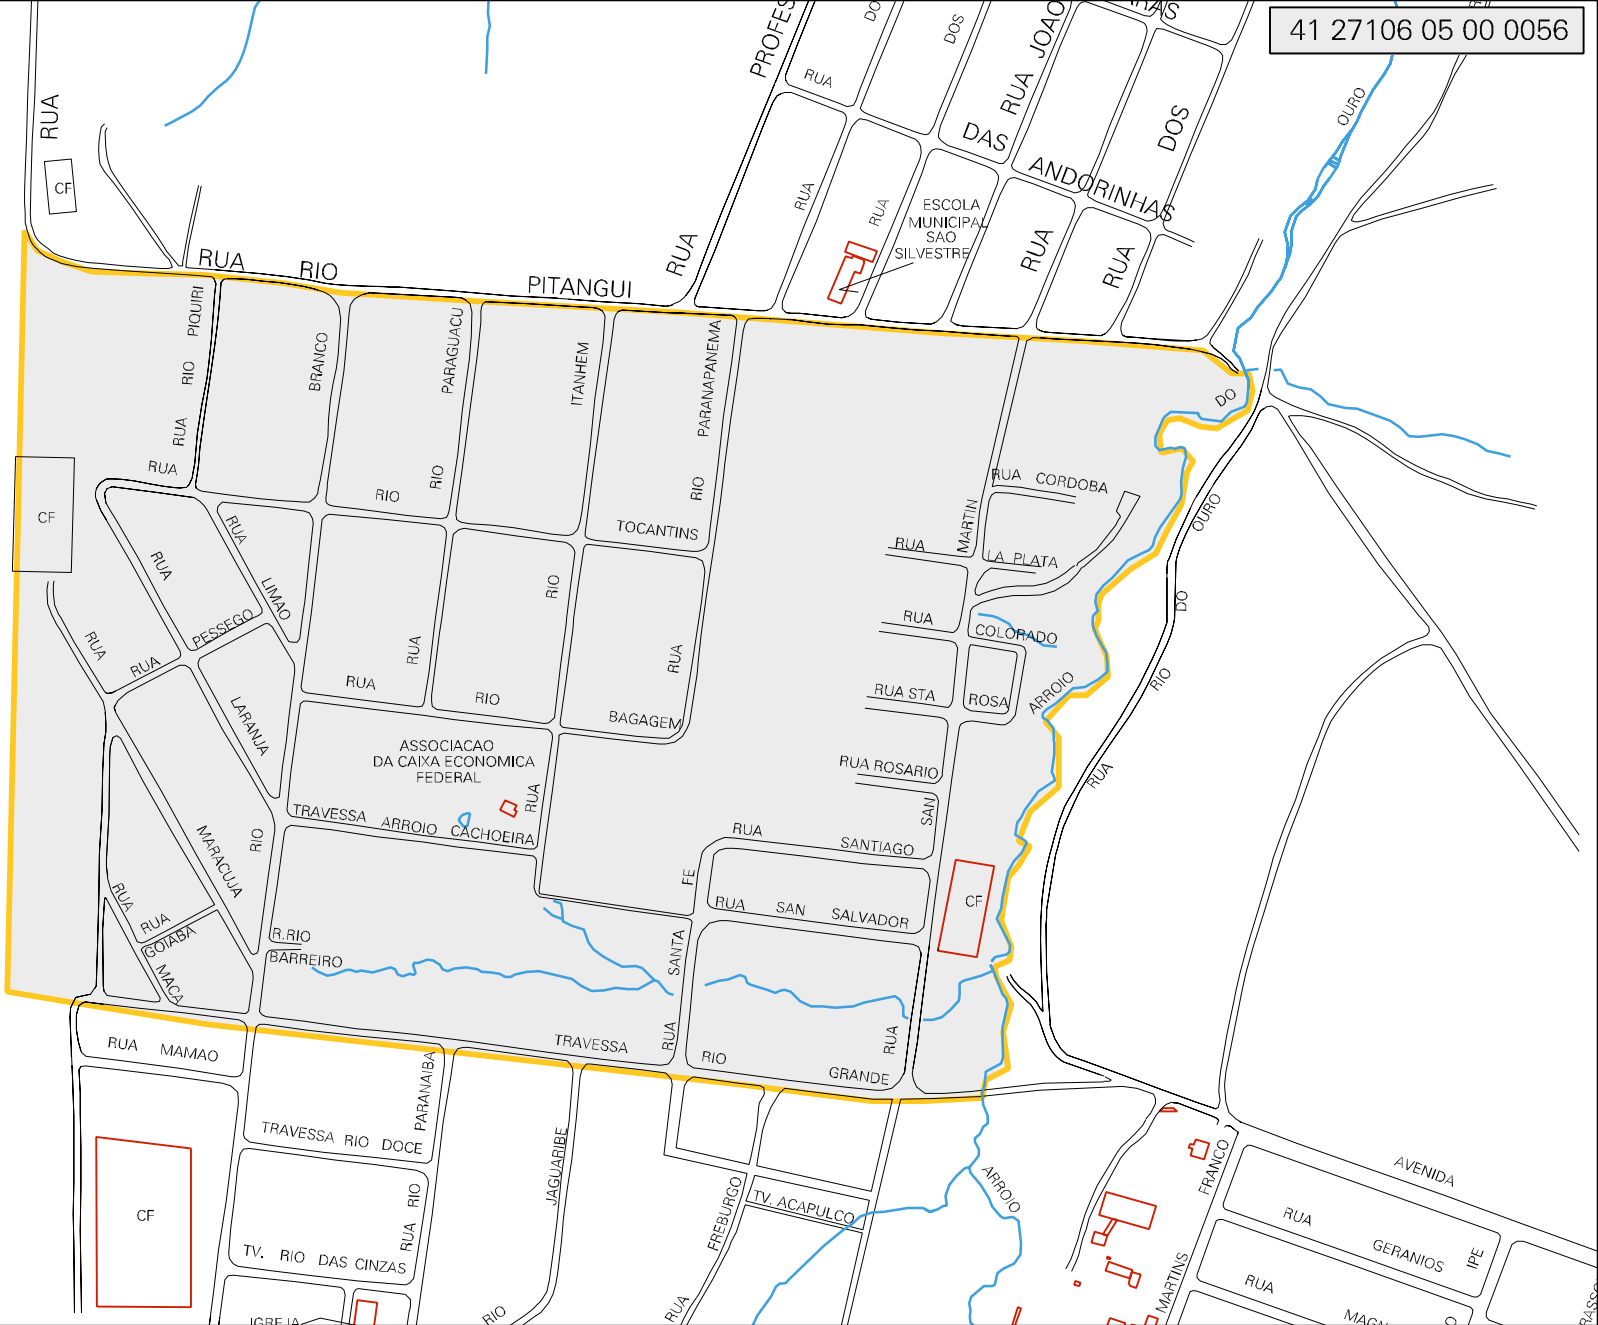 41 27106 05 00 0056
PROFES
RUA JOAO
RUA
DOS
DOS
OURO
RUA
CF
DAS
ANDORINHAS
RUA
RUA
RUA
RUA
RUA
ESCOLA
MUNICIPAL
SAO
SILVESTRE
RUA RIO PITANGUI
RUA RIO PIQUIRI
BRANCO
RIO PARAGUACU
ITANHEM
RIO PARANAPANEMA
DO
RUA
RIO
TOCANTINS
CF
RUA CORDOBA
MARTIN
RUA
LA PLATA
RUA
COLORADO
RUA
LIMAO
RUA
PESSEGO
RUA
RUA
RIO
RUA
RUA
RUA
RIO
BAGAGEM
RUA STA
ROSA
ARROIO
RUA
RIO
DO
OURO
LARANJA
ASSOCIACAO
DA CAIXA ECONOMICA
FEDERAL
RUA
TRAVESSA ARROIO CACHOEIRA
RIO
RUA ROSARIO
SAN
RUA
SANTIAGO
MARACUJA
FE
RUA SAN SALVADOR
CF
RUA
RUA
GOIABA
MACA
R.RIO
BARREIRO
SANTA
RUA
RUA
TRAVESSA
RIO
GRANDE
RUA MAMAO
PARANAIBA
TRAVESSA RIO DOCE
RIO
RUA
CF
TV. RIO DAS CINZAS
IGREJA
JAGUARIBE
RIO
FREBURGO
RUA
TV. ACAPULCO
ARROIO
FRANCO
MARTINS
AVENIDA
RUA
GERANIOS
IPE
RUA
MAGN